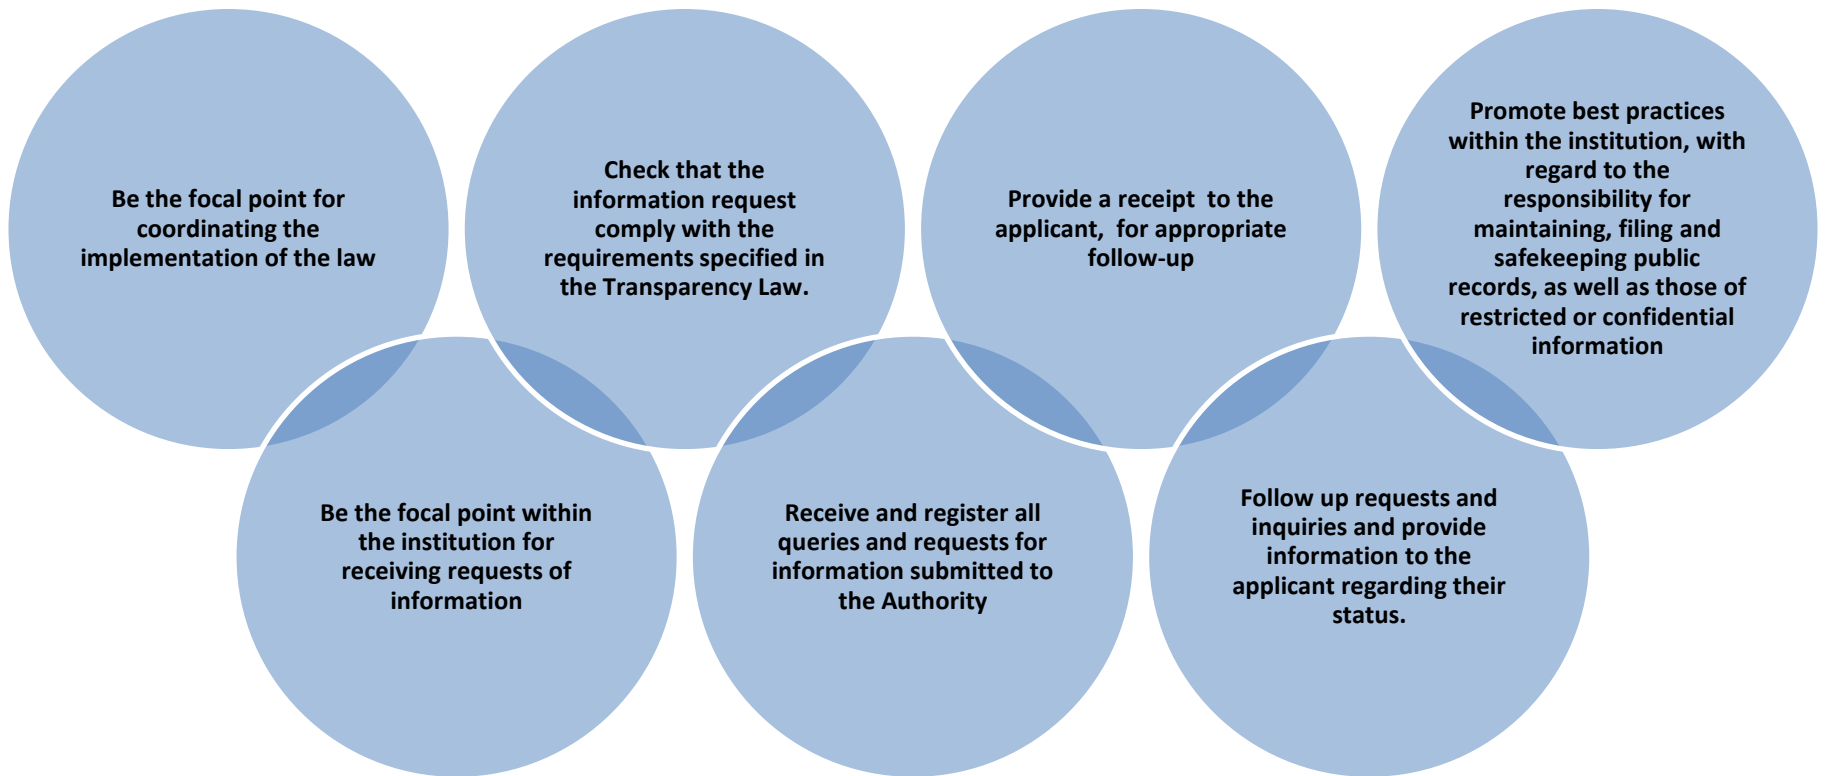 Be the focal point for
coordinating the
implementation of the law
Be the focal point within
the institution for
receiving requests of
information
Check that the
information request
comply with the
requirements specified in
the Transparency Law.
Receive and register all
queries and requests for
information submitted to
the Authority
Provide a receipt  to the
applicant,  for appropriate
follow-up
Follow up requests and
inquiries and provide
information to the
applicant regarding their
status.
Promote best practices
within the institution, with
regard to the
responsibility for
maintaining, filing and
safekeeping public
records, as well as those of
restricted or confidential
information